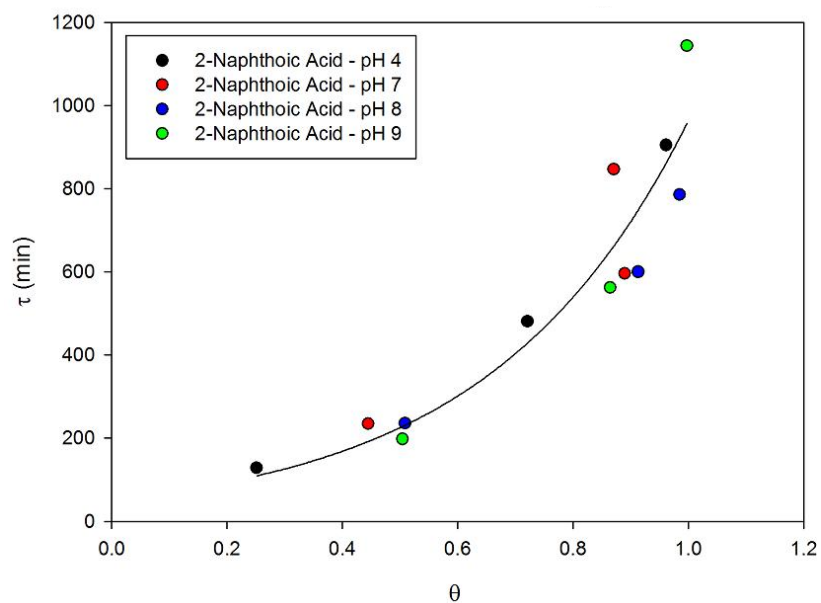 1200
2-Naphthoic Acid - pH 4
2-Naphthoic Acid - pH 7
2-Naphthoic Acid - pH 8
2-Naphthoic Acid - pH 9
1000
800
600
400
200
0
τ (min)
0.0 0.2 0.4 0.6 0.8 1.0 1.2
θ